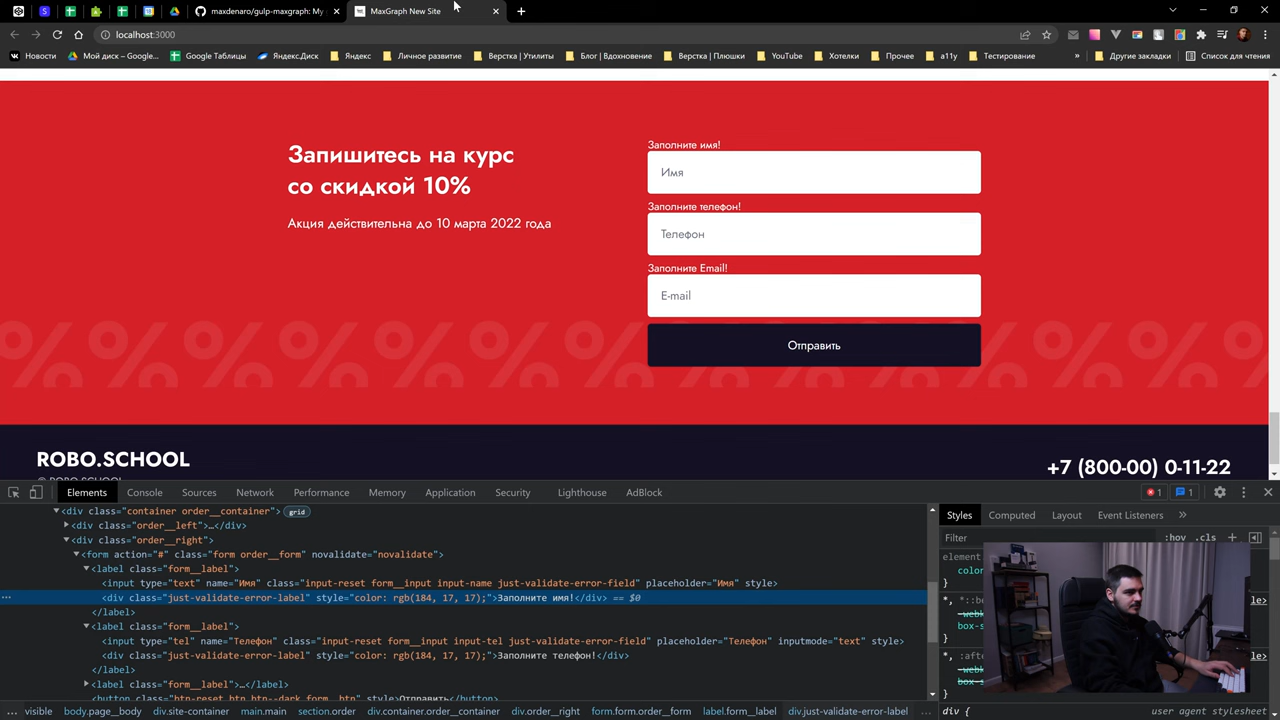 maxdenaro/gulp-maxgraph: My
MaxGraph New Site
localhost:3000
Новости
Мой диск – Google...
Google Таблицы
Яндекс.Диск
Яндекс
Личное развитие
Верстка | Утилиты
Блог | Вдохновение
Верстка | Плюшки
YouTube
Хотелки
Прочее
a11y
Тестирование
»
Другие закладки
Список для чтения
Запишитесь на курс
со скидкой 10%
Акция действительна до 10 марта 2022 года
Заполните имя!
Имя
Заполните телефон!
Телефон
Заполните Email!
E-mail
Отправить
ROBO.SCHOOL
+7 (800-00) 0-11-22
Elements Console Sources Network Performance Memory Application Security Lighthouse AdBlock
1 1
<div class="container order__container"> grid
<div class="order__left">…</div>
<div class="order__right">
<form action="#" class="form order__form" novalidate="novalidate">
<label class="form__label">
<input type="text" name="Имя" class="input-reset form__input input-name just-validate-error-field" placeholder="Имя" style>
<div class="just-validate-error-label" style="color: rgb(184, 17, 17);">Заполните имя!</div> == $0
</label>
<label class="form__label">
<input type="tel" name="Телефон" class="input-reset form__input input-tel just-validate-error-field" placeholder="Телефон" inputmode="text" style>
<div class="just-validate-error-label" style="color: rgb(184, 17, 17);">Заполните телефон!</div>
</label>
<label class="form__label">…</label>
... visible body.page__body div.site-container main.main section.order div.container.order__container div.order__right form.form.order__form label.form__label div.just-validate-error-label ...
Styles Computed Layout Event Listeners »
Filter
:hov .cls
element
colo
}
*, *::be
-webk
box-s
}
*, :afte
-webk
box-s
}
div {
user agent stylesheet